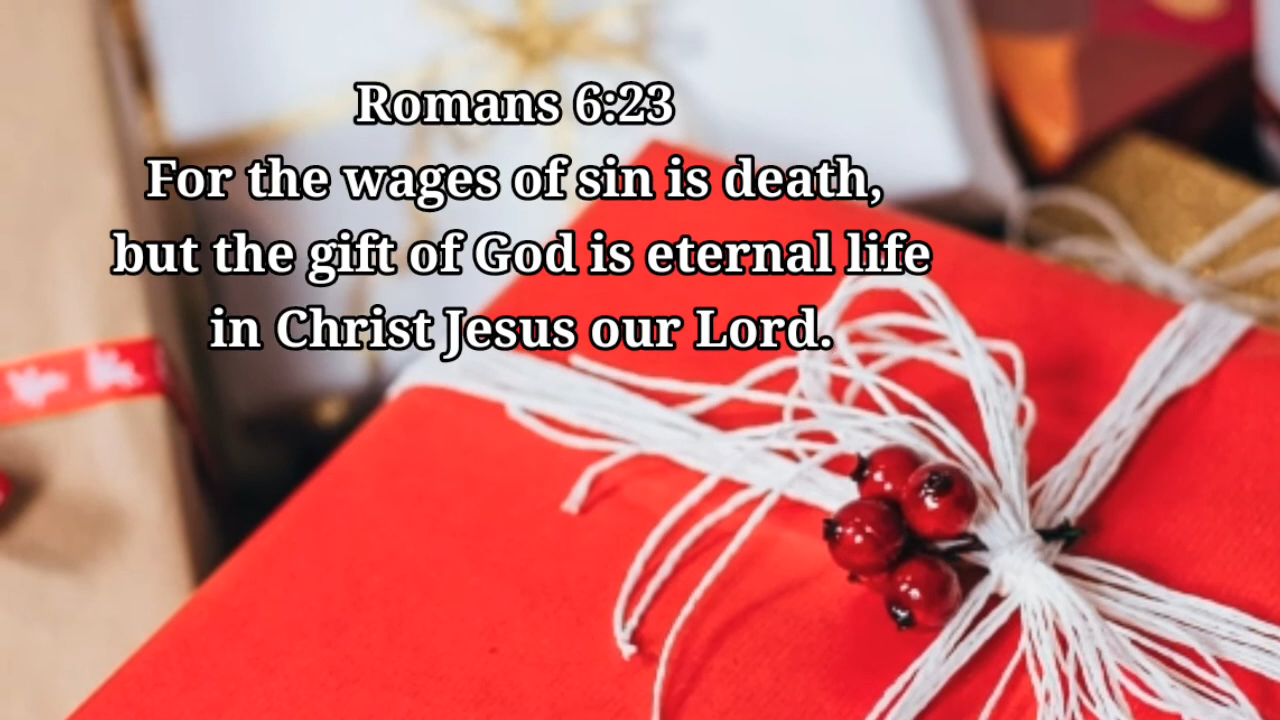 Romans 6:23
For the wages of sin is death,
but the gift of God is eternal life
in Christ Jesus our Lord.